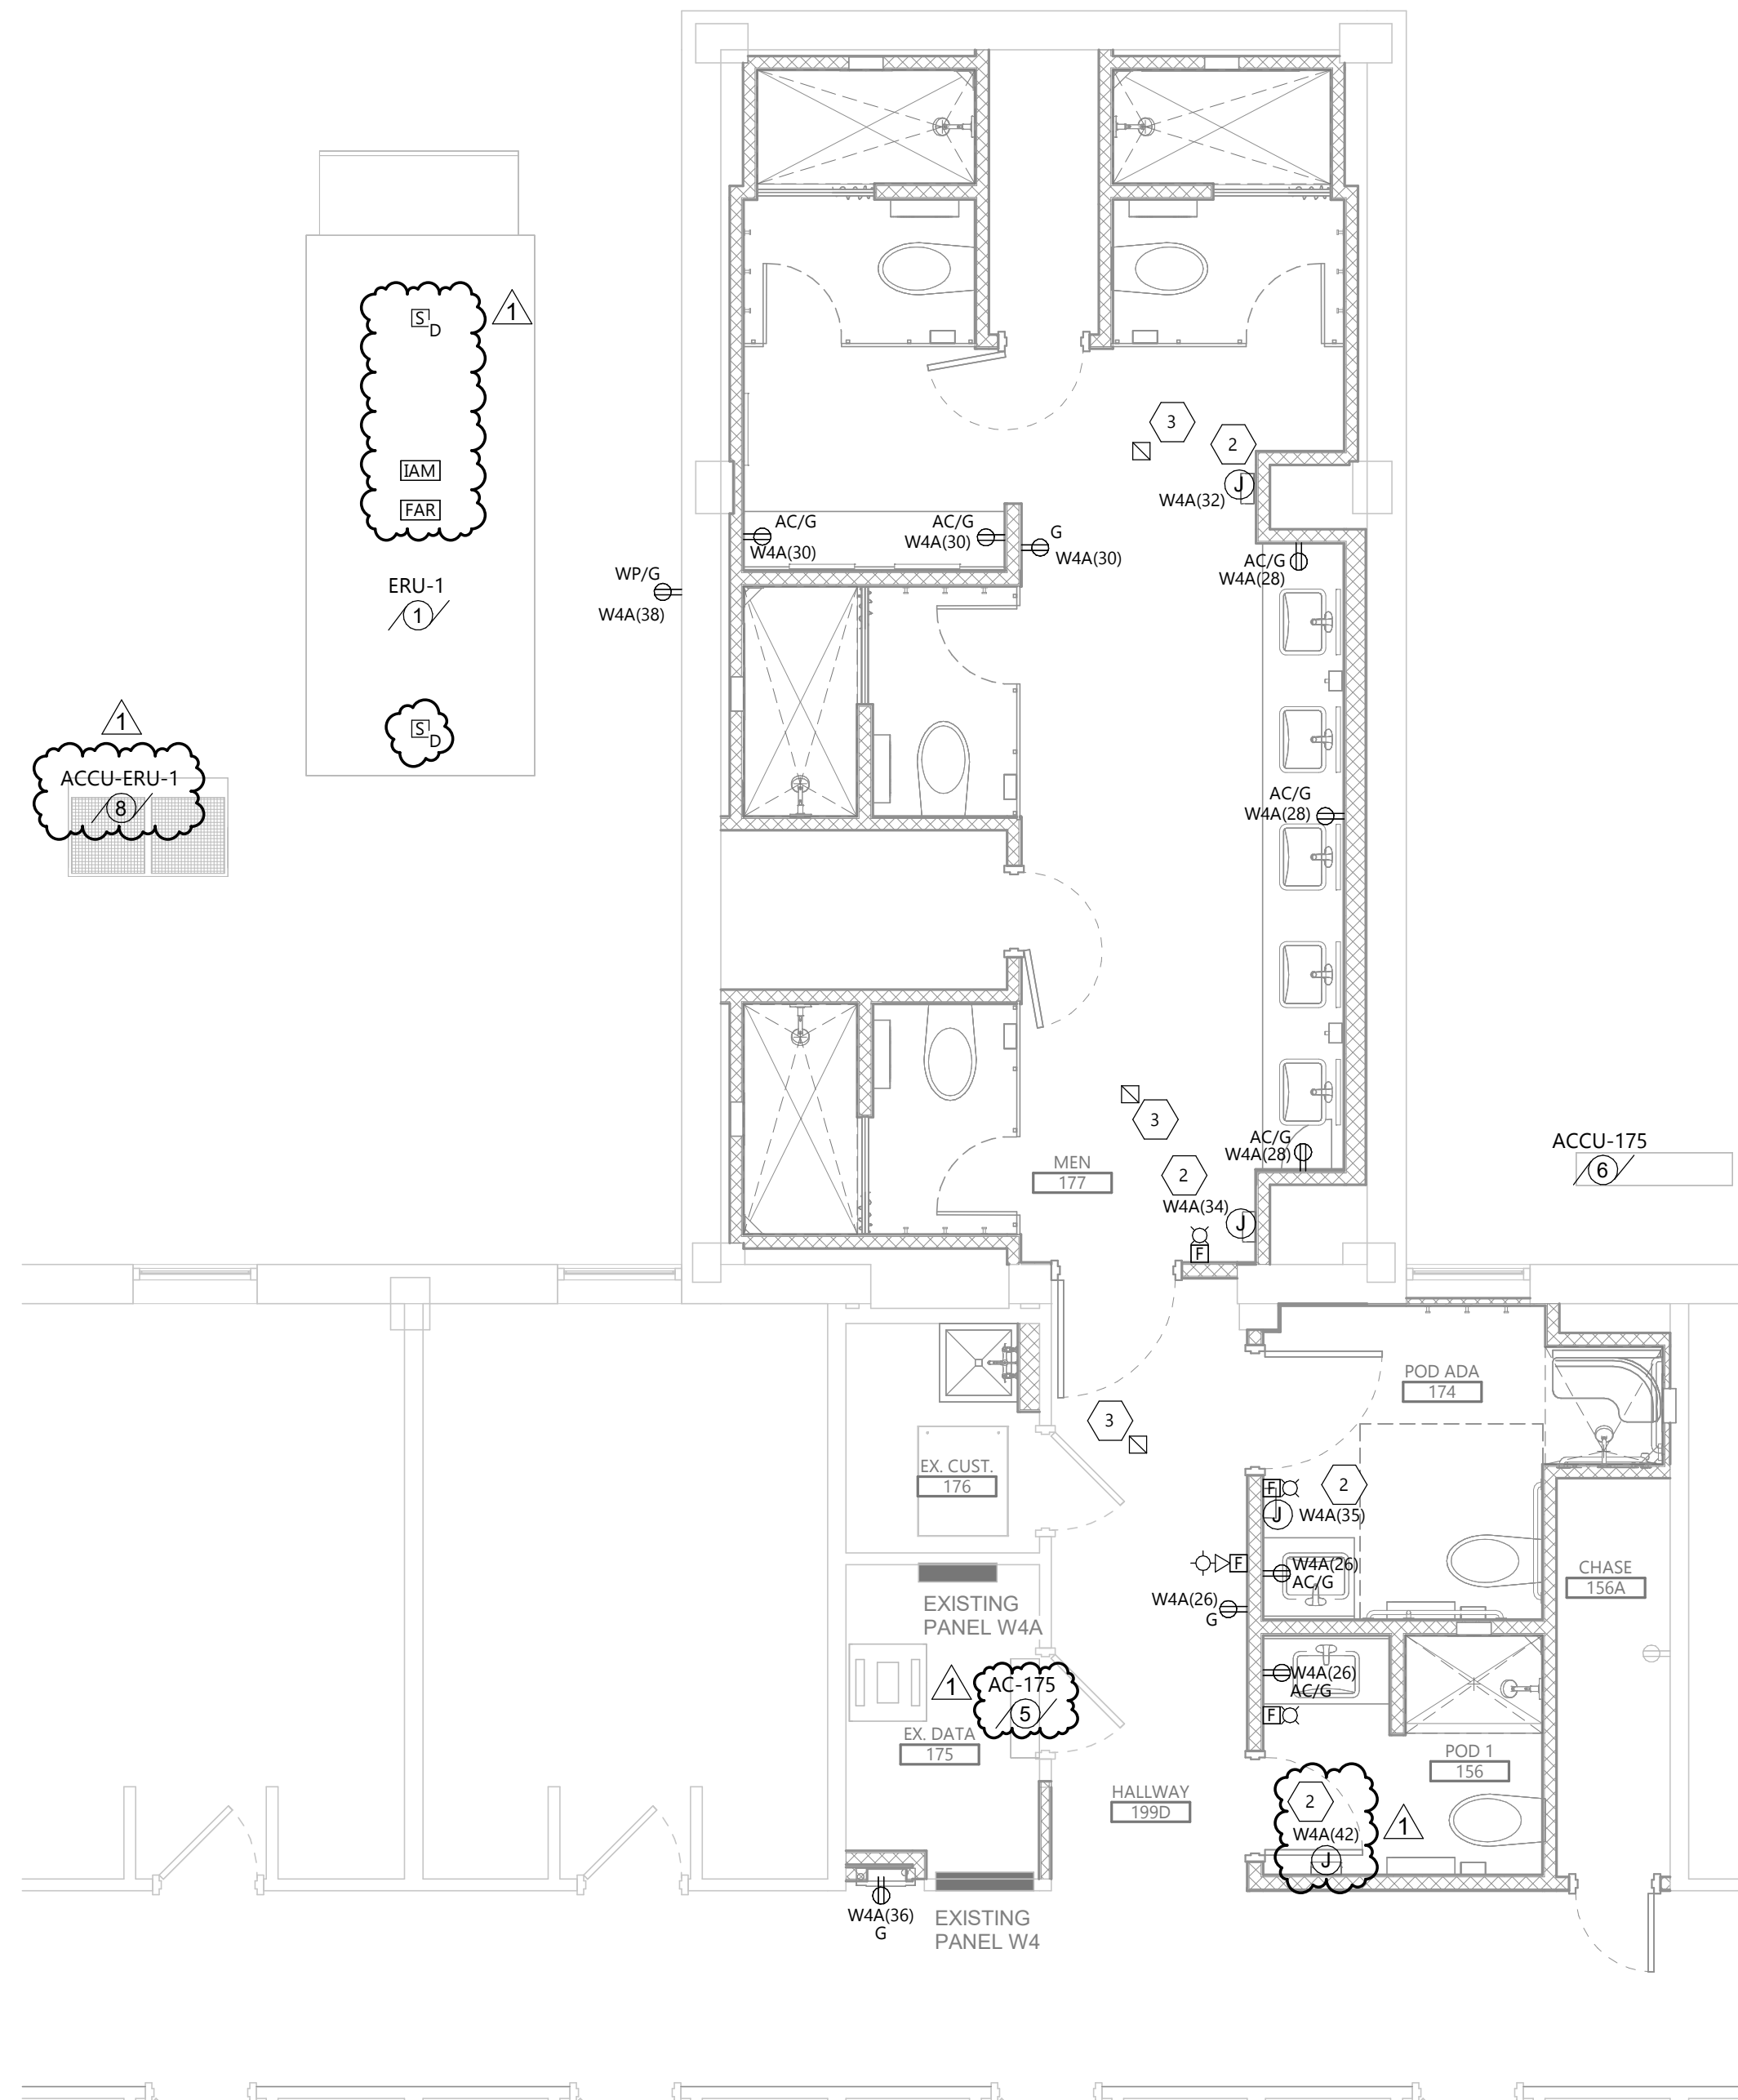 1
S
D
IAM
FAR
ERU-1
1
S
D
1
ACCU-ERU-1
8
3
2
J
W4A(32)
AC/G
W4A(30)
AC/G
W4A(30)
G
W4A(30)
AC/G
W4A(28)
WP/G
W4A(38)
AC/G
W4A(28)
3
AC/G
W4A(28)
MEN
177
2
W4A(34)
J
F
ACCU-175
6
POD ADA
174
3
EX. CUST.
176
2
F
J
W4A(35)
F
W4A(26)
AC/G
W4A(26)
G
CHASE
156A
EXISTING
PANEL W4A
W4A(26)
AC/G
F
1
AC-175
5
EX. DATA
175
POD 1
156
HALLWAY
199D
2
W4A(42)
J
1
W4A(36)
G
EXISTING
PANEL W4